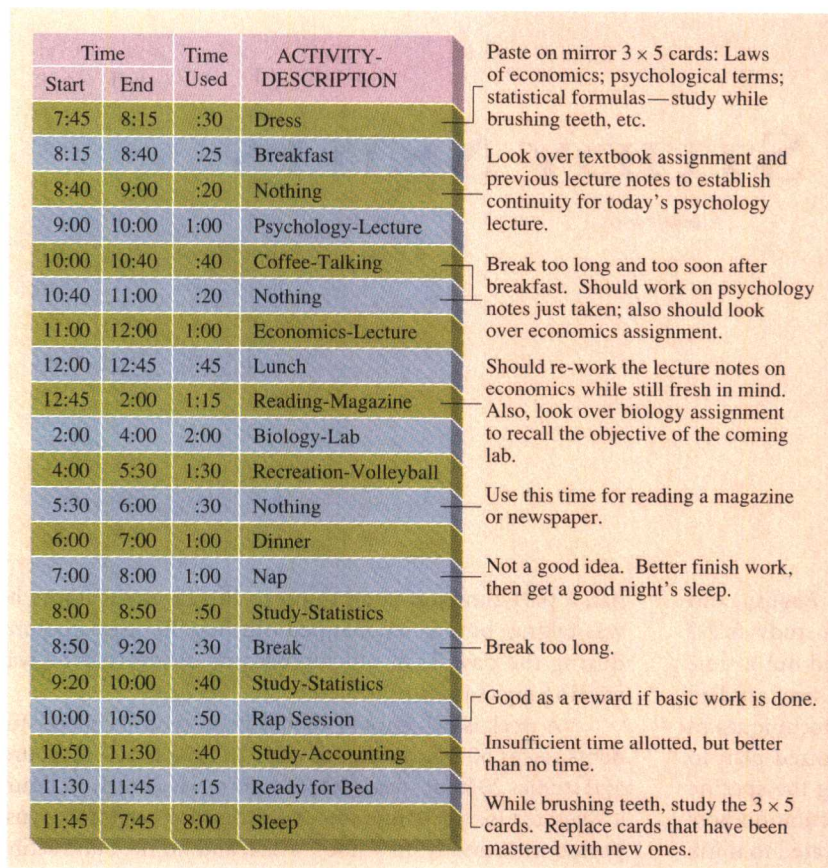 Time Time ACTIVITY-
Start End Used DESCRIPTION
7:45 8:15 :30 Dress
8:15 8:40 :25 Breakfast
8:40 9:00 :20 Nothing
9:00 10:00 1:00 Psychology-Lecture
10:00 10:40 :40 Coffee-Talking
10:40 11:00 :20 Nothing
11:00 12:00 1:00 Economics-Lecture
12:00 12:45 :45 Lunch
12:45 2:00 1:15 Reading-Magazine
2:00 4:00 2:00 Biology-Lab
4:00 5:30 1:30 Recreation-Volleyball
5:30 6:00 :30 Nothing
6:00 7:00 1:00 Dinner
7:00 8:00 1:00 Nap
8:00 8:50 :50 Study-Statistics
8:50 9:20 :30 Break
9:20 10:00 :40 Study-Statistics
10:00 10:50 :50 Rap Session
10:50 11:30 :40 Study-Accounting
11:30 11:45 :15 Ready for Bed
11:45 7:45 8:00 Sleep
Paste on mirror 3 × 5 cards: Laws
of economics; psychological terms;
statistical formulas—study while
brushing teeth, etc.
Look over textbook assignment and
previous lecture notes to establish
continuity for today's psychology
lecture.
Break too long and too soon after
breakfast. Should work on psychology
notes just taken; also should look
over economics assignment.
Should re-work the lecture notes on
economics while still fresh in mind.
Also, look over biology assignment
to recall the objective of the coming
lab.
Use this time for reading a magazine
or newspaper.
Not a good idea. Better finish work,
then get a good night's sleep.
Break too long.
Good as a reward if basic work is done.
Insufficient time allotted, but better
than no time.
While brushing teeth, study the 3 × 5
cards. Replace cards that have been
mastered with new ones.